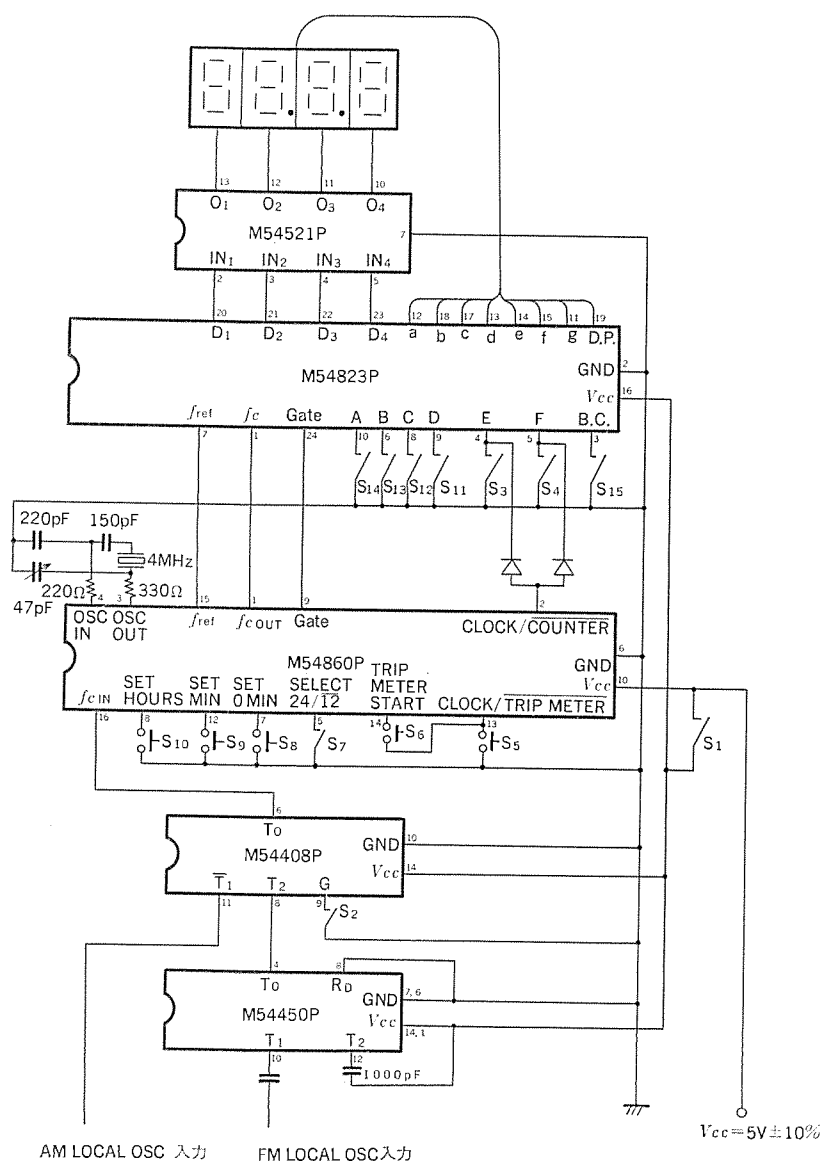 13 12 11 10
O1 O2 O3 O4
M54521P 7
IN1 IN2 IN3 IN4
2 3 4 5
20 21 22 23 12 18 17 13 14 15 11 19
D1 D2 D3 D4 a b c d e f g D.P.
GND 2
M54823P
Vcc 16
fref fc Gate A B C D E F B.C.
7 1 24 10 6 8 9 4 5 3
S14 S13 S12 S11 S3 S4 S15
220pF 150pF
4MHz
220Ω 330Ω
47pF
4 3 15 1 9 2
OSC IN OSC OUT fref fc OUT Gate CLOCK/COUNTER
GND 6
M54860P
Vcc 10
fc IN SET HOURS SET MIN SET 0 MIN SELECT 24/12 TRIP METER START CLOCK/TRIP METER
16 8 12 7 5 14 13
S10 S9 S8 S7 S6 S5 S1
6
To
GND 10
M54408P
Vcc 14
T1 T2 G
11 8 9
S2
4 8
To RD
GND 7, 6
M54450P
Vcc 14, 1
T1 T2
10 12
1000pF
Vcc=5V±10%
AM LOCAL OSC 入力 FM LOCAL OSC入力